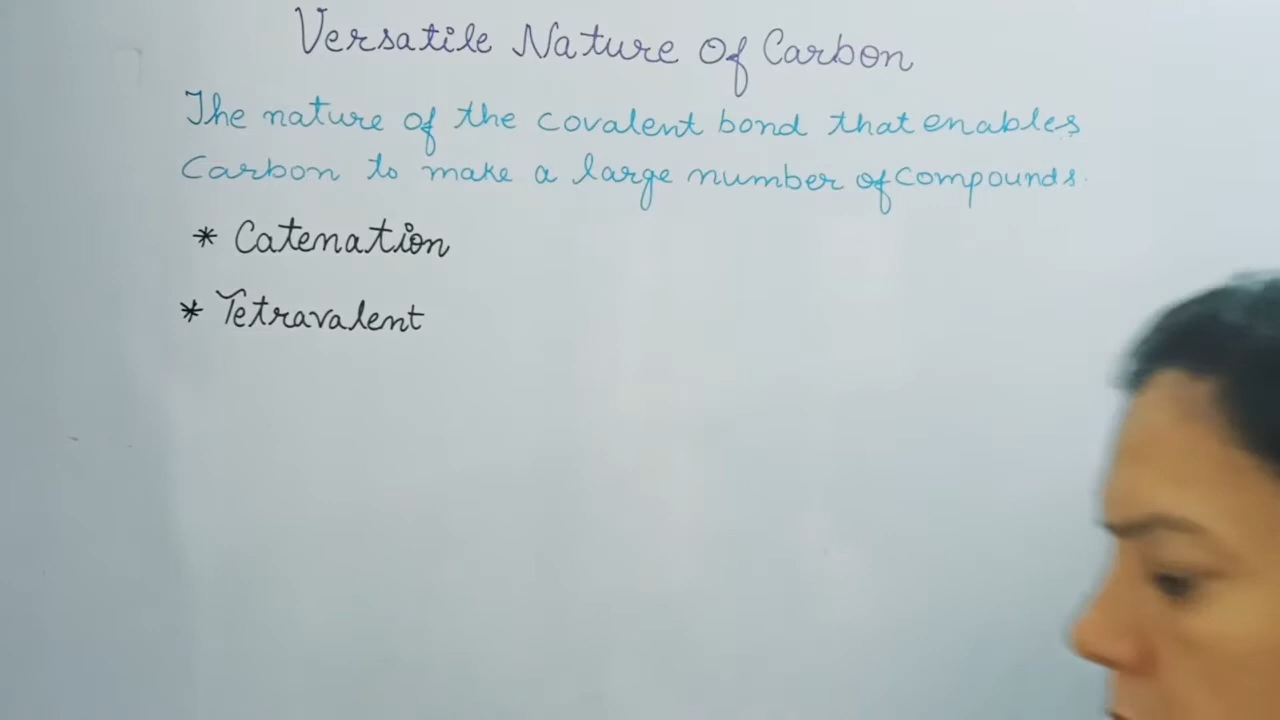 Versatile Nature Of Carbon
The nature of the covalent bond that enables
Carbon to make a large number of compounds.
* Catenation
* Tetravalent